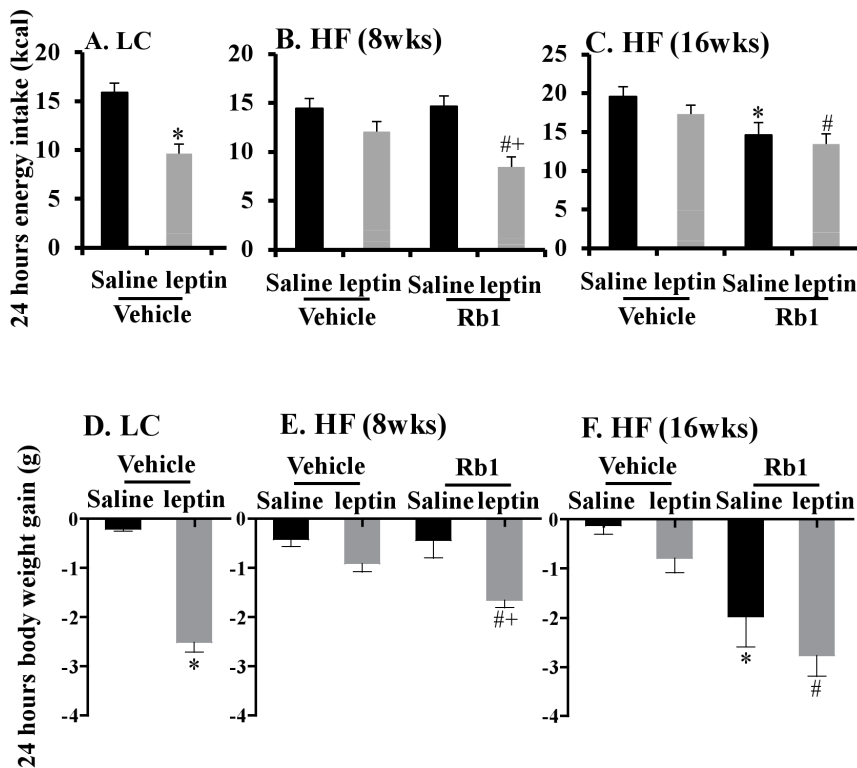 24 hours energy intake (kcal)
A. LC
20
15
10
5
0
*
Saline leptin
Vehicle
B. HF (8wks)
20
15
10
5
0
#+
Saline leptin Saline leptin
Vehicle Rb1
C. HF (16wks)
25
20
15
10
5
0
* #
Saline leptin Saline leptin
Vehicle Rb1
24 hours body weight gain (g)
D. LC
Vehicle
Saline leptin
0
-1
-2
-3
-4
*
E. HF (8wks)
Vehicle Rb1
Saline leptin Saline leptin
0
-1
-2
-3
-4
#+
F. HF (16wks)
Vehicle Rb1
Saline leptin Saline leptin
0
-1
-2
-3
-4
* #